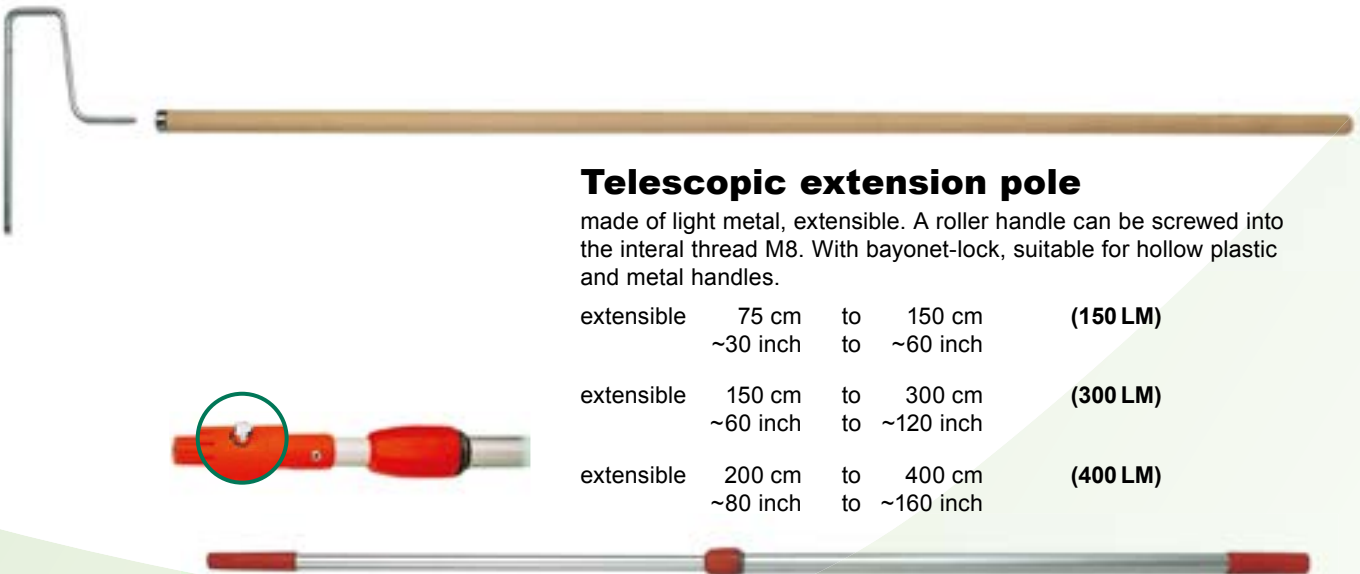 Telescopic extension pole
made of light metal, extensible. A roller handle can be screwed into
the interal thread M8. With bayonet-lock, suitable for hollow plastic
and metal handles.
extensible 75 cm to 150 cm (150 LM)
~30 inch to ~60 inch
extensible 150 cm to 300 cm (300 LM)
~60 inch to ~120 inch
extensible 200 cm to 400 cm (400 LM)
~80 inch to ~160 inch